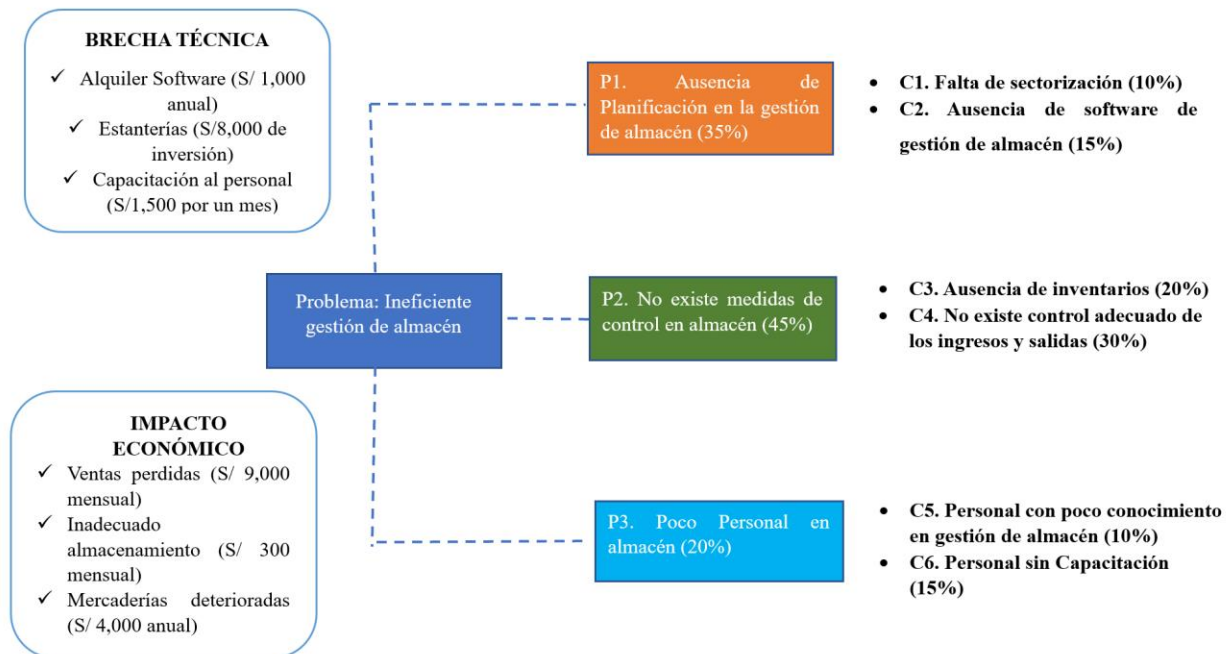 BRECHA TÉCNICA
✓ Alquiler Software (S/ 1,000
anual)
✓ Estanterías (S/8,000 de
inversión)
✓ Capacitación al personal
(S/1,500 por un mes)
P1. Ausencia de
Planificación en la gestión
de almacén (35%)
• C1. Falta de sectorización (10%)
• C2. Ausencia de software de
gestión de almacén (15%)
Problema: Ineficiente
gestión de almacén
P2. No existe medidas de
control en almacén (45%)
• C3. Ausencia de inventarios (20%)
• C4. No existe control adecuado de
los ingresos y salidas (30%)
IMPACTO
ECONÓMICO
✓ Ventas perdidas (S/ 9,000
mensual)
✓ Inadecuado
almacenamiento (S/ 300
mensual)
✓ Mercaderías deterioradas
(S/ 4,000 anual)
P3. Poco Personal en
almacén (20%)
• C5. Personal con poco conocimiento
en gestión de almacén (10%)
• C6. Personal sin Capacitación
(15%)